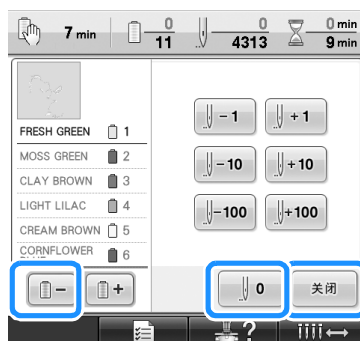 7 min 0 11 0 4313 0 min 9 min
FRESH GREEN 1
MOSS GREEN 2
CLAY BROWN 3
LIGHT LILAC 4
CREAM BROWN 5
CORNFLOWER 6
-1 +1
-10 +10
-100 +100
- + 0 关闭
?